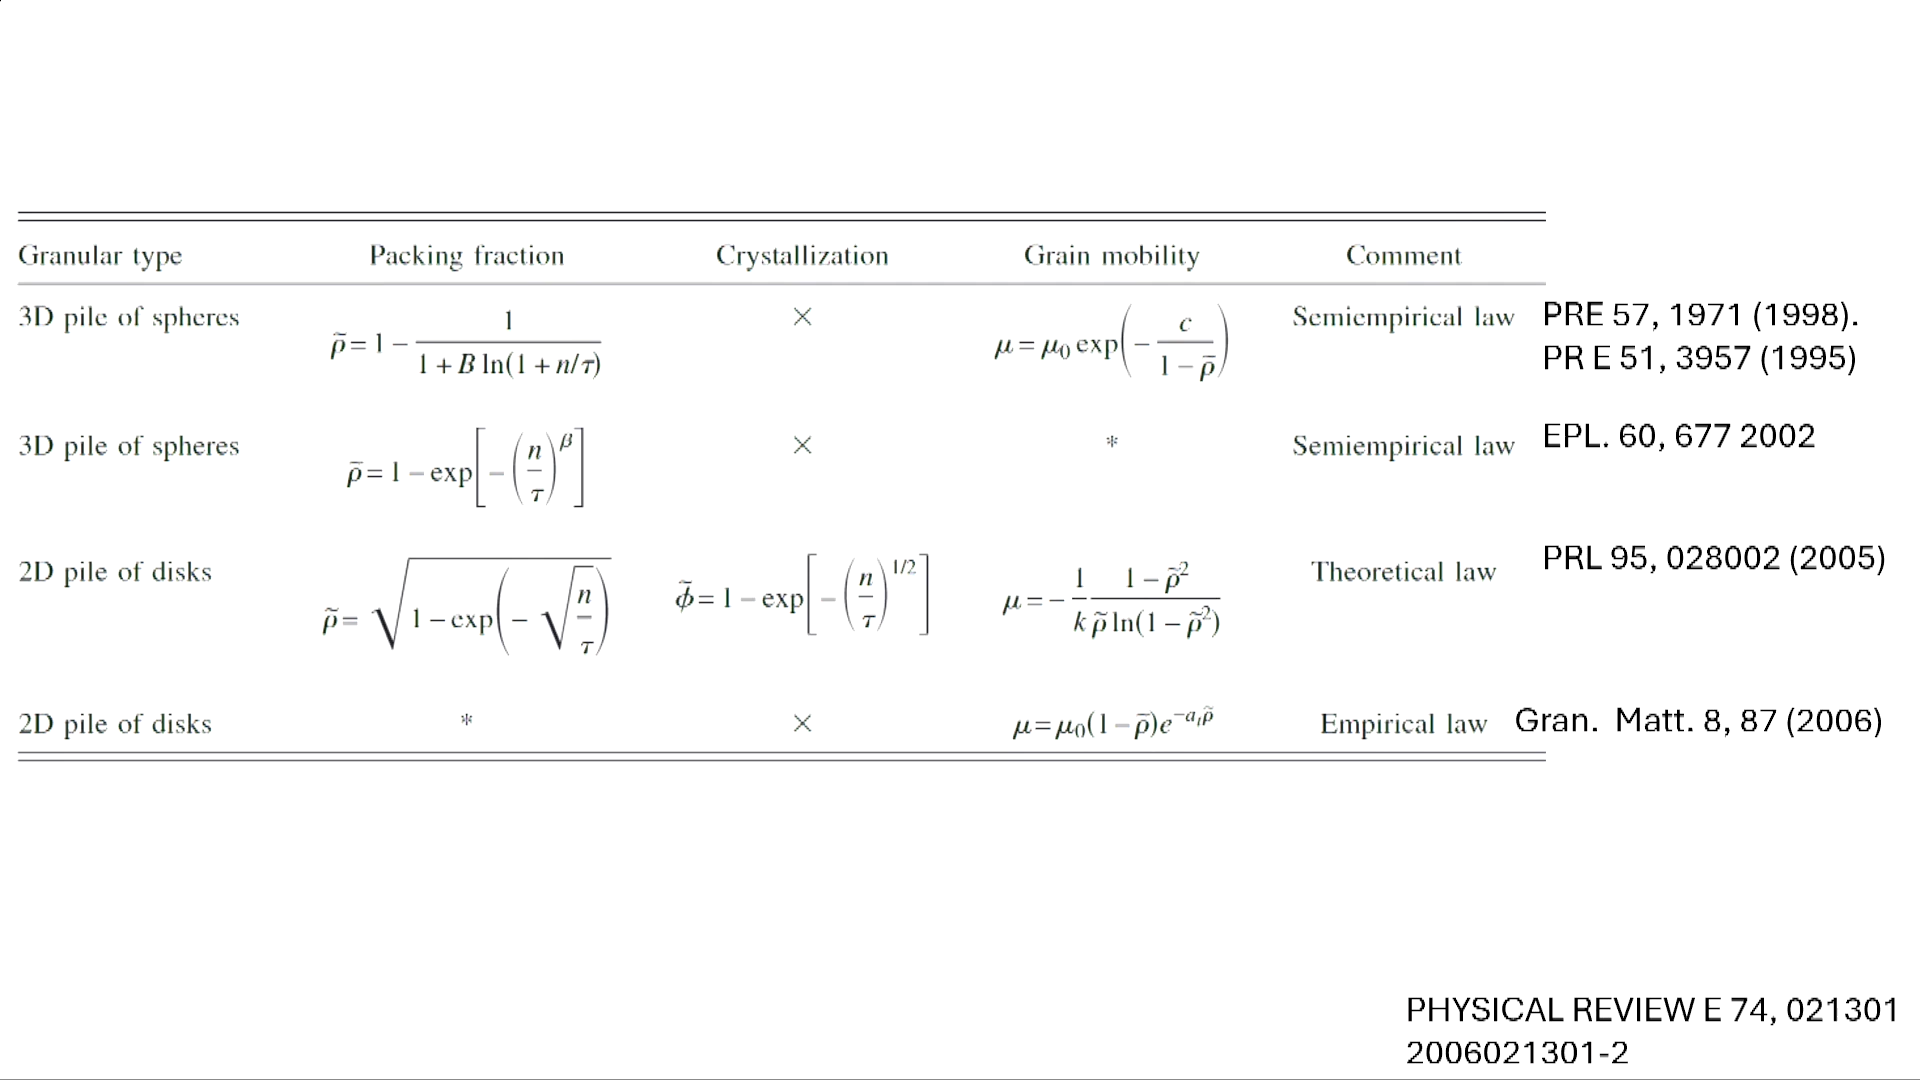 Granular type Packing fraction Crystallization Grain mobility Comment
3D pile of spheres ρ̃ = 1 − 1/(1 + B ln(1 + n/τ)) × μ = μ₀ exp(− c/(1 − ρ̃)) Semiempirical law PRE 57, 1971 (1998).
PR E 51, 3957 (1995)
3D pile of spheres ρ̃ = 1 − exp[−(n/τ)^β] × * Semiempirical law EPL. 60, 677 2002
2D pile of disks ρ̃ = √(1 − exp(−√(n/τ))) φ̃ = 1 − exp[−(n/τ)^1/2] μ = − (1/k) (1 − ρ̃²)/(ρ̃ ln(1 − ρ̃²)) Theoretical law PRL 95, 028002 (2005)
2D pile of disks * × μ = μ₀(1 − ρ̃)e^(−a_l ρ̃) Empirical law Gran. Matt. 8, 87 (2006)
PHYSICAL REVIEW E 74, 021301
2006021301-2